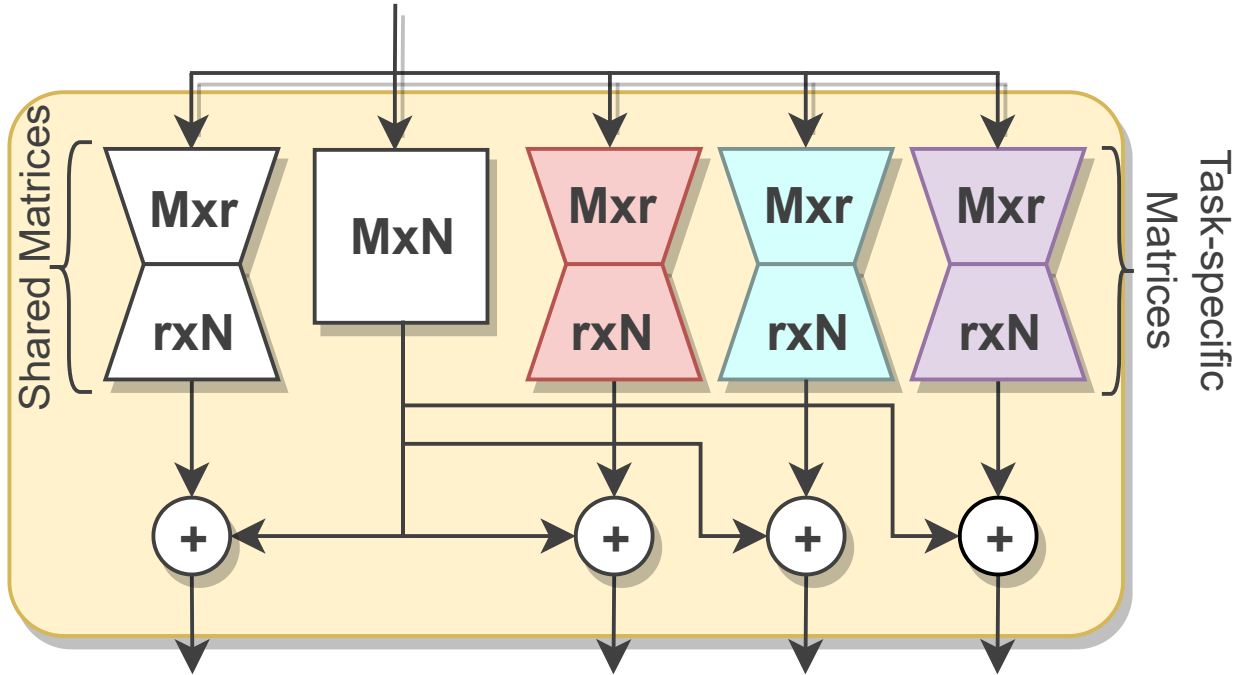 Shared Matrices
Mxr
rxN
MxN
Mxr
rxN
Mxr
rxN
Mxr
rxN
Task-specific
Matrices
+
+
+
+